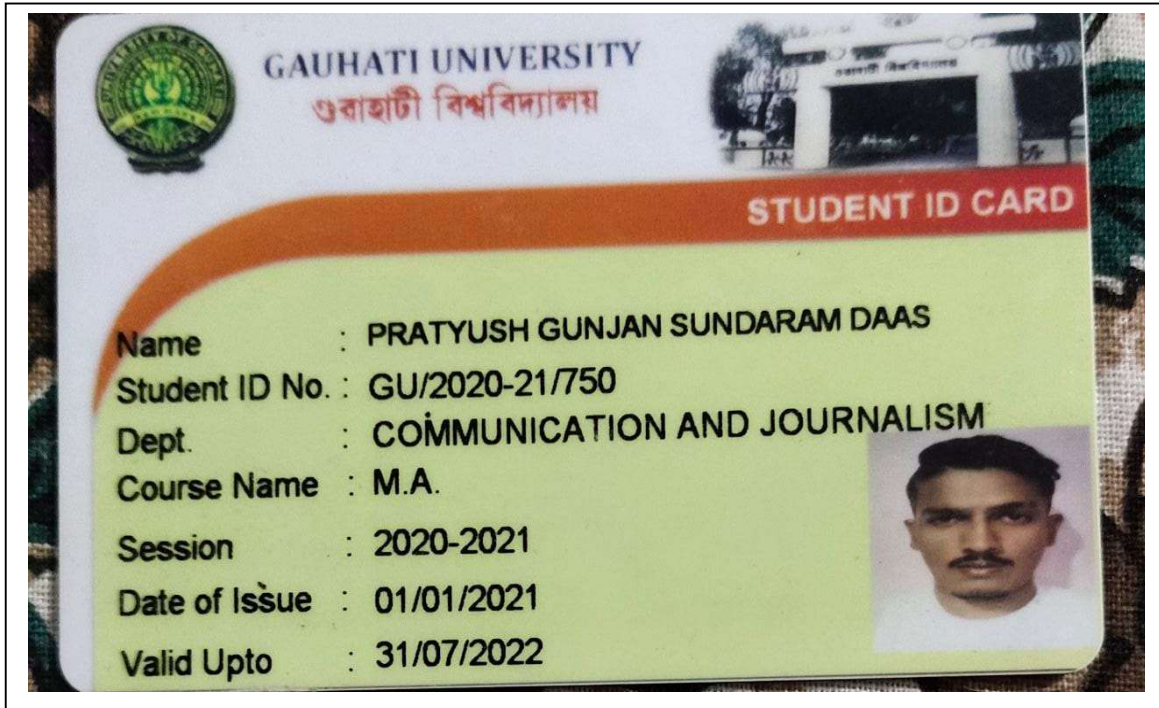 GAUHATI UNIVERSITY
গুৱাহাটী বিশ্ববিদ্যালয়
গুৱাহাটী বিশ্ববিদ্যালয়
STUDENT ID CARD
Name : PRATYUSH GUNJAN SUNDARAM DAAS
Student ID No. : GU/2020-21/750
Dept. : COMMUNICATION AND JOURNALISM
Course Name : M.A.
Session : 2020-2021
Date of Issue : 01/01/2021
Valid Upto : 31/07/2022